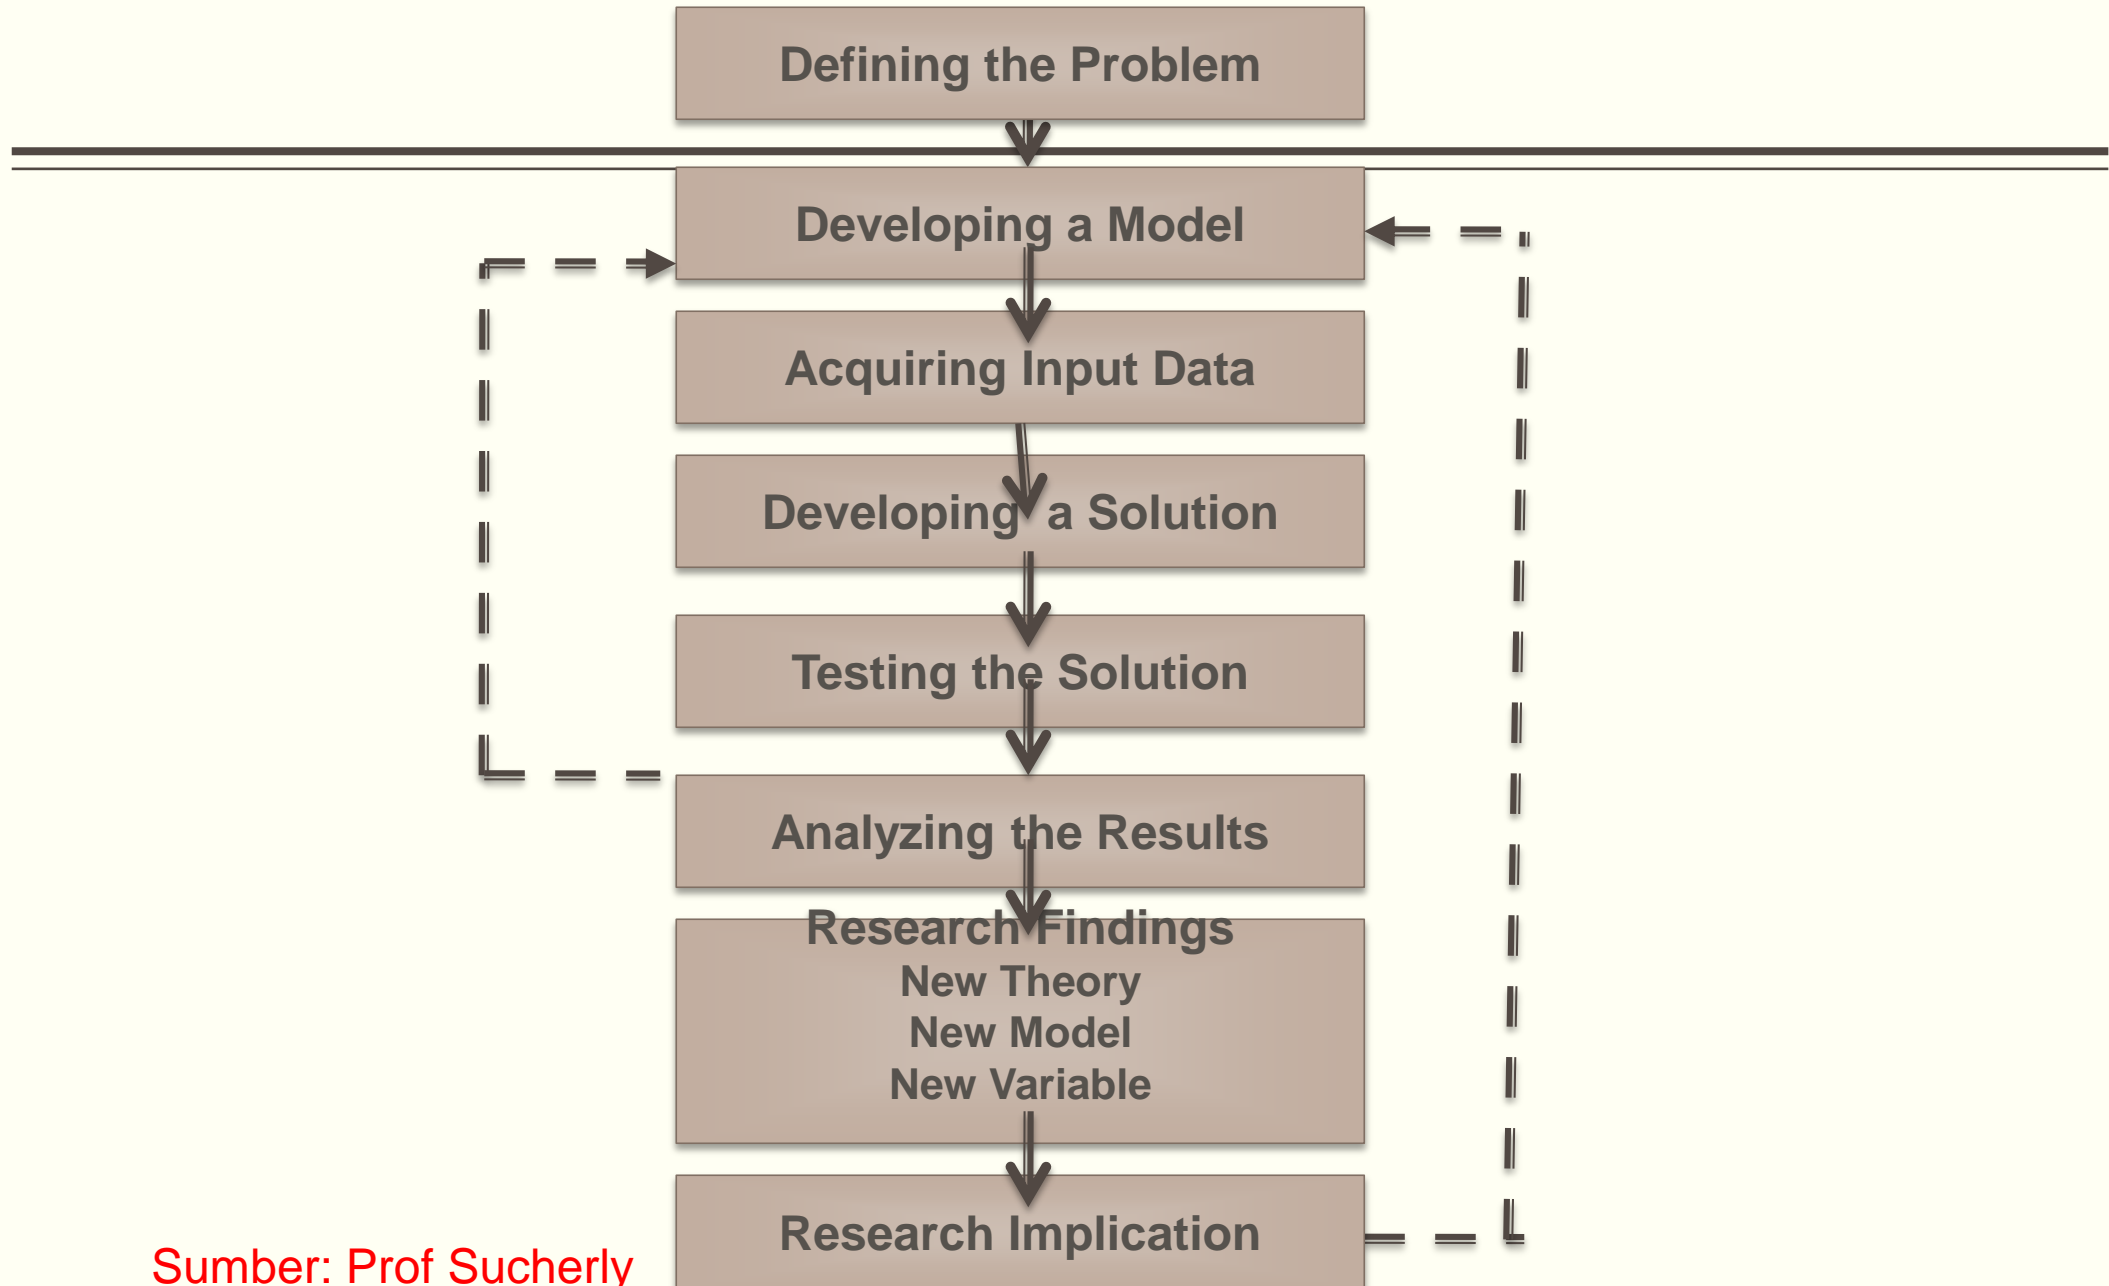 Defining the Problem
Developing a Model
Acquiring Input Data
Developing a Solution
Testing the Solution
Analyzing the Results
Research Findings
New Theory
New Model
New Variable
Research Implication
Sumber: Prof Sucherly